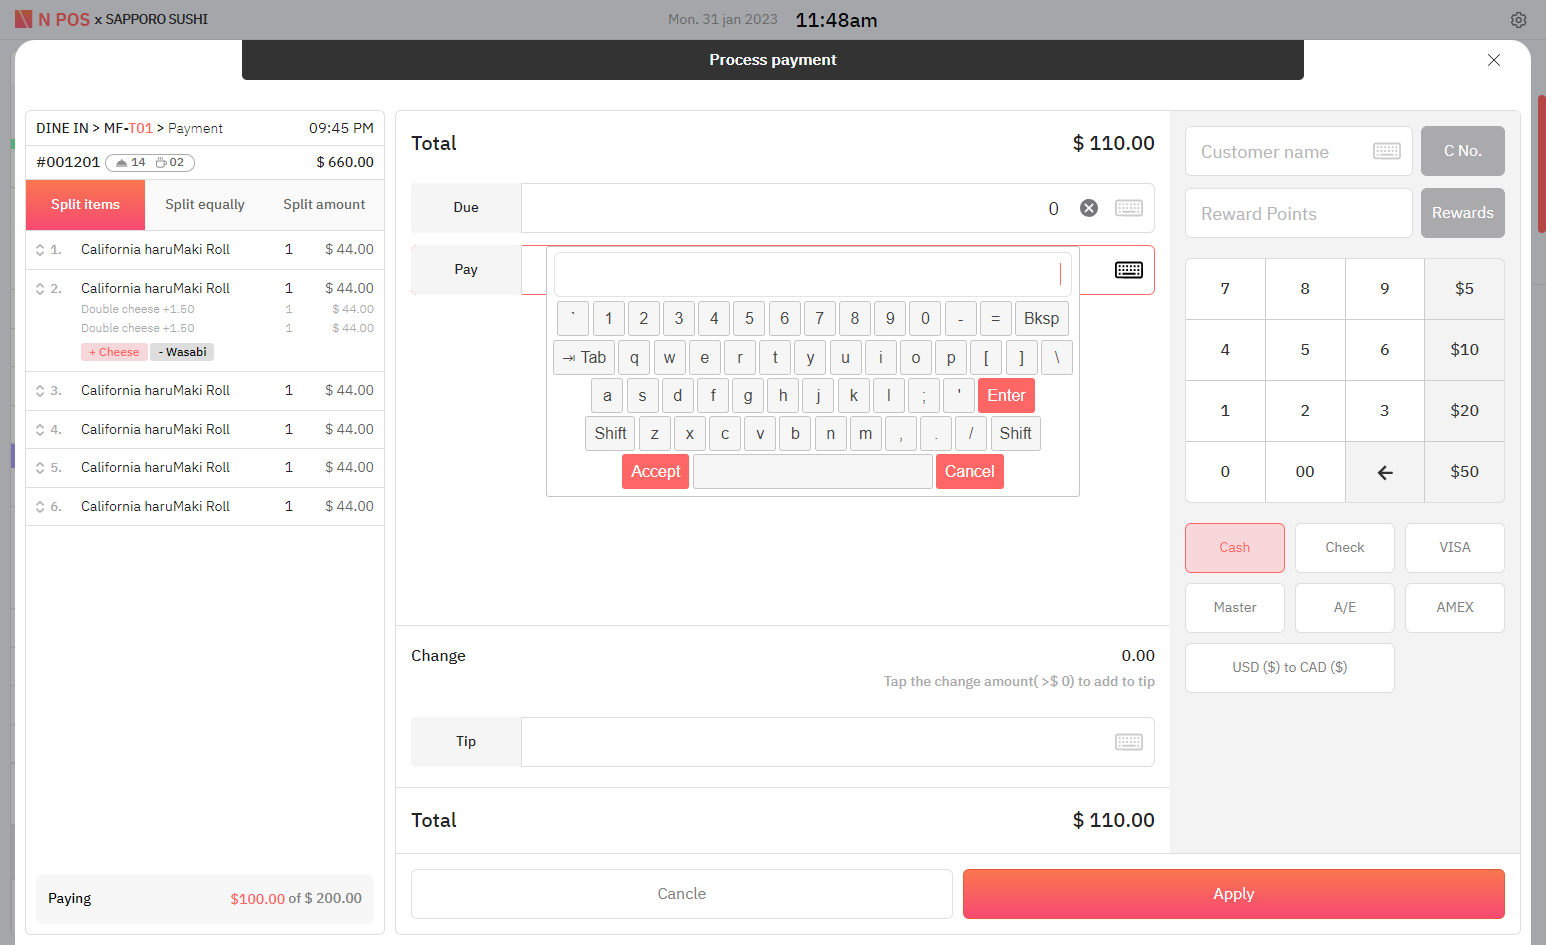 N POS x SAPPORO SUSHI
Mon. 31 jan 2023 11:48am
Process payment
DINE IN > MF-T01 > Payment 09:45 PM
#001201 14 02 $ 660.00
Split items Split equally Split amount
1. California haruMaki Roll 1 $ 44.00
2. California haruMaki Roll 1 $ 44.00
Double cheese +1.50 1 $ 44.00
Double cheese +1.50 1 $ 44.00
+ Cheese - Wasabi
3. California haruMaki Roll 1 $ 44.00
4. California haruMaki Roll 1 $ 44.00
5. California haruMaki Roll 1 $ 44.00
6. California haruMaki Roll 1 $ 44.00
Paying $100.00 of $ 200.00
Total $ 110.00
Due 0
Pay
` 1 2 3 4 5 6 7 8 9 0 - = Bksp
⇥ Tab q w e r t y u i o p [ ] \
a s d f g h j k l ; ' Enter
Shift z x c v b n m , . / Shift
Accept Cancel
Change 0.00
Tap the change amount( >$ 0) to add to tip
Tip
Total $ 110.00
Cancle Apply
Customer name C No.
Reward Points Rewards
7 8 9 $5
4 5 6 $10
1 2 3 $20
0 00 ← $50
Cash Check VISA
Master A/E AMEX
USD ($) to CAD ($)